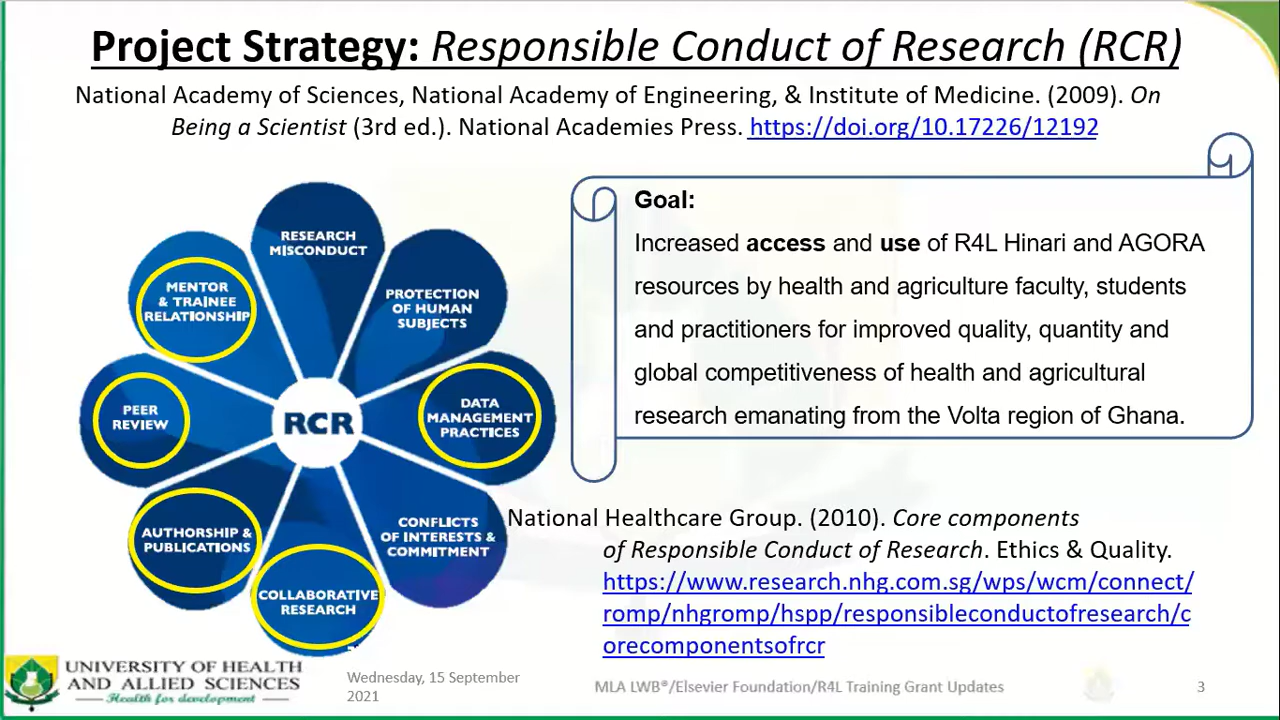 Project Strategy: Responsible Conduct of Research (RCR)
National Academy of Sciences, National Academy of Engineering, & Institute of Medicine. (2009). On
Being a Scientist (3rd ed.). National Academies Press. https://doi.org/10.17226/12192
RESEARCH
MISCONDUCT
PROTECTION
OF HUMAN
SUBJECTS
DATA
MANAGEMENT
PRACTICES
CONFLICTS
OF INTERESTS &
COMMITMENT
COLLABORATIVE
RESEARCH
AUTHORSHIP &
PUBLICATIONS
PEER
REVIEW
MENTOR
& TRAINEE
RELATIONSHIP
RCR
Goal:
Increased access and use of R4L Hinari and AGORA
resources by health and agriculture faculty, students
and practitioners for improved quality, quantity and
global competitiveness of health and agricultural
research emanating from the Volta region of Ghana.
National Healthcare Group. (2010). Core components
of Responsible Conduct of Research. Ethics & Quality.
https://www.research.nhg.com.sg/wps/wcm/connect/
romp/nhgromp/hspp/responsibleconductofresearch/c
orecomponentsofrcr
UNIVERSITY OF HEALTH
AND ALLIED SCIENCES
Health for development
Wednesday, 15 September
2021
MLA LWB®/Elsevier Foundation/R4L Training Grant Updates
3